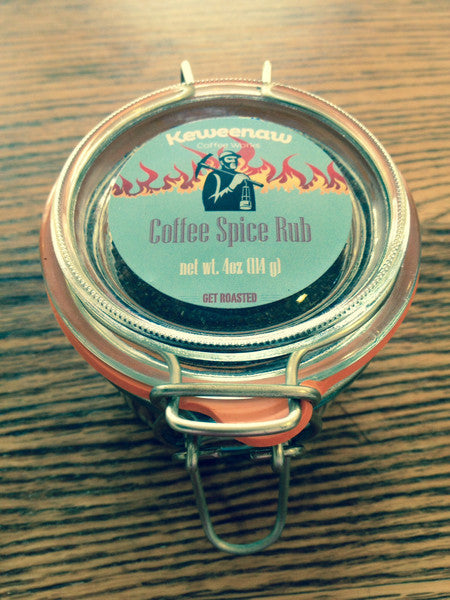 Keweenaw
Coffee Works
Coffee Spice Rub
net wt. 4oz (114 g)
GET ROASTED